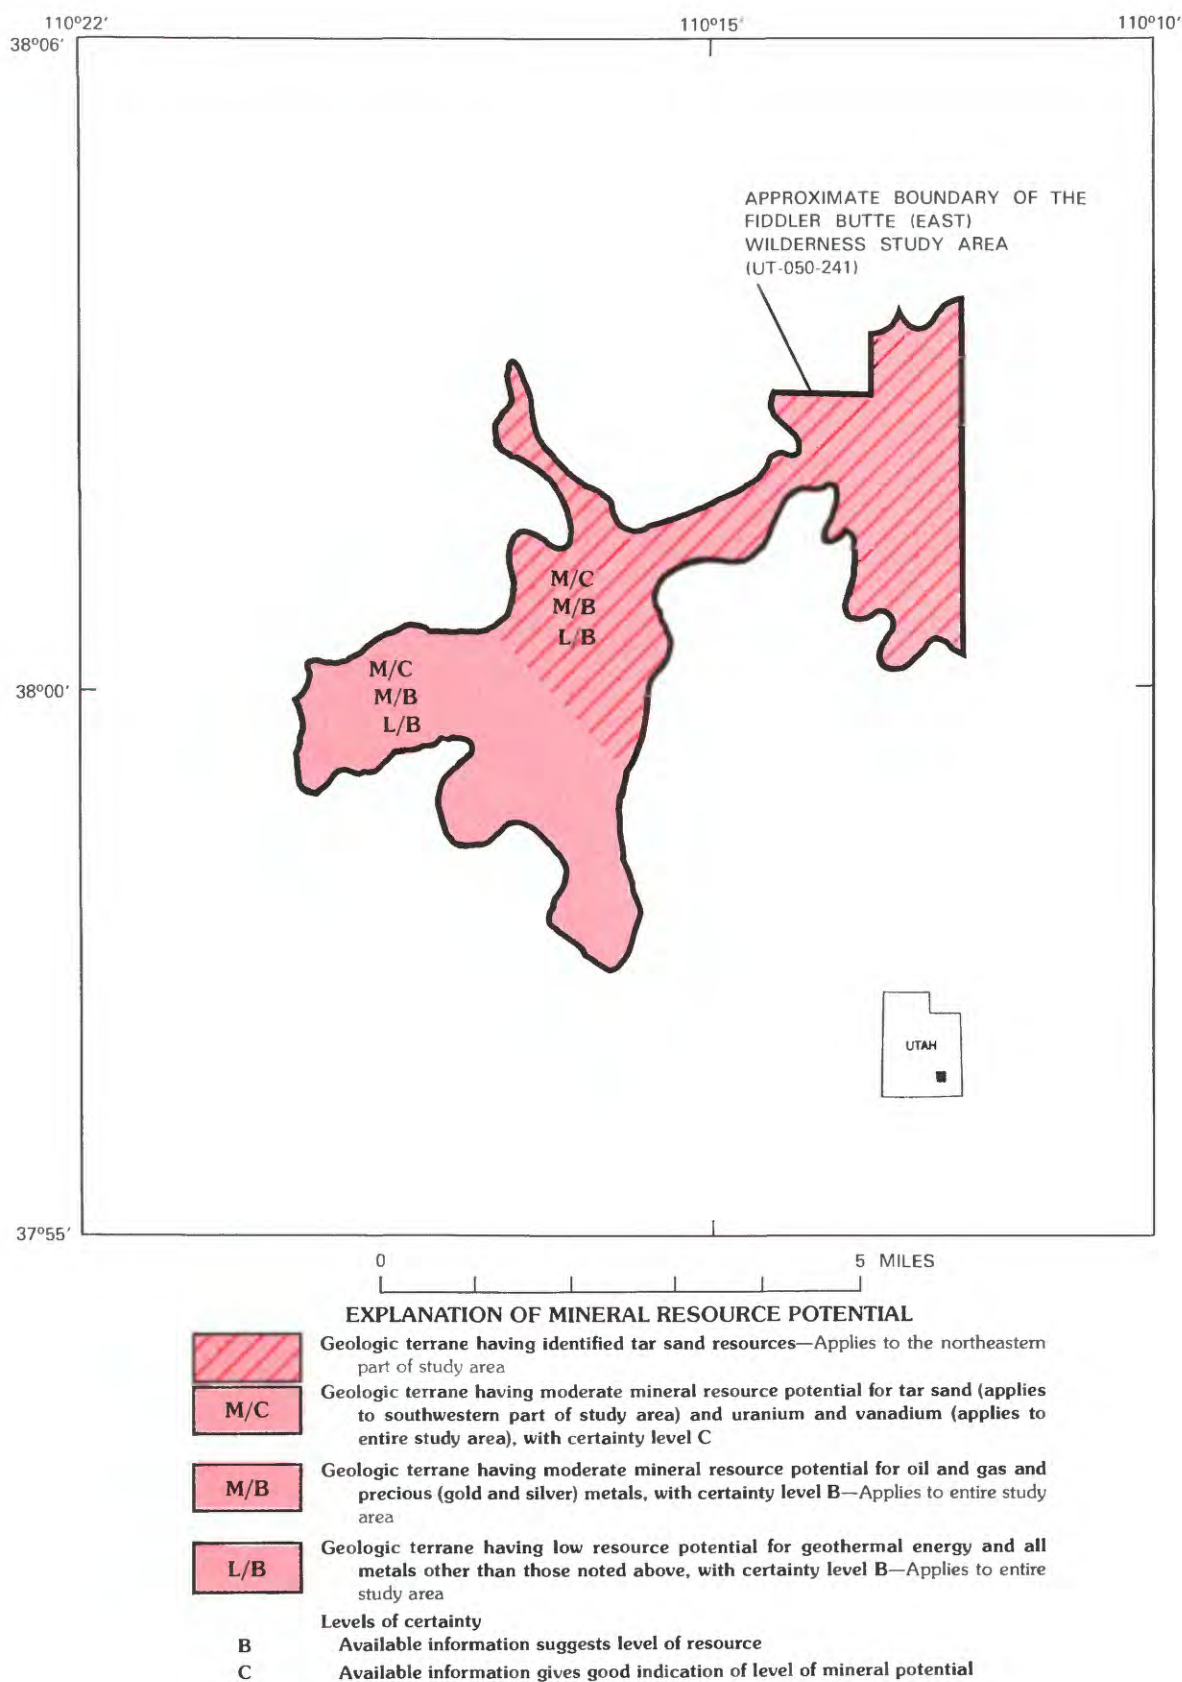 110°22'
110°15'
110°10'
38°06'
APPROXIMATE BOUNDARY OF THE
FIDDLER BUTTE (EAST)
WILDERNESS STUDY AREA
(UT-050-241)
M/C
M/B
L/B
M/C
M/B
L/B
38°00'
UTAH
37°55'
0
5 MILES
EXPLANATION OF MINERAL RESOURCE POTENTIAL
Geologic terrane having identified tar sand resources—Applies to the northeastern
part of study area
M/C
Geologic terrane having moderate mineral resource potential for tar sand (applies
to southwestern part of study area) and uranium and vanadium (applies to
entire study area), with certainty level C
M/B
Geologic terrane having moderate mineral resource potential for oil and gas and
precious (gold and silver) metals, with certainty level B—Applies to entire study
area
L/B
Geologic terrane having low resource potential for geothermal energy and all
metals other than those noted above, with certainty level B—Applies to entire
study area
Levels of certainty
B Available information suggests level of resource
C Available information gives good indication of level of mineral potential